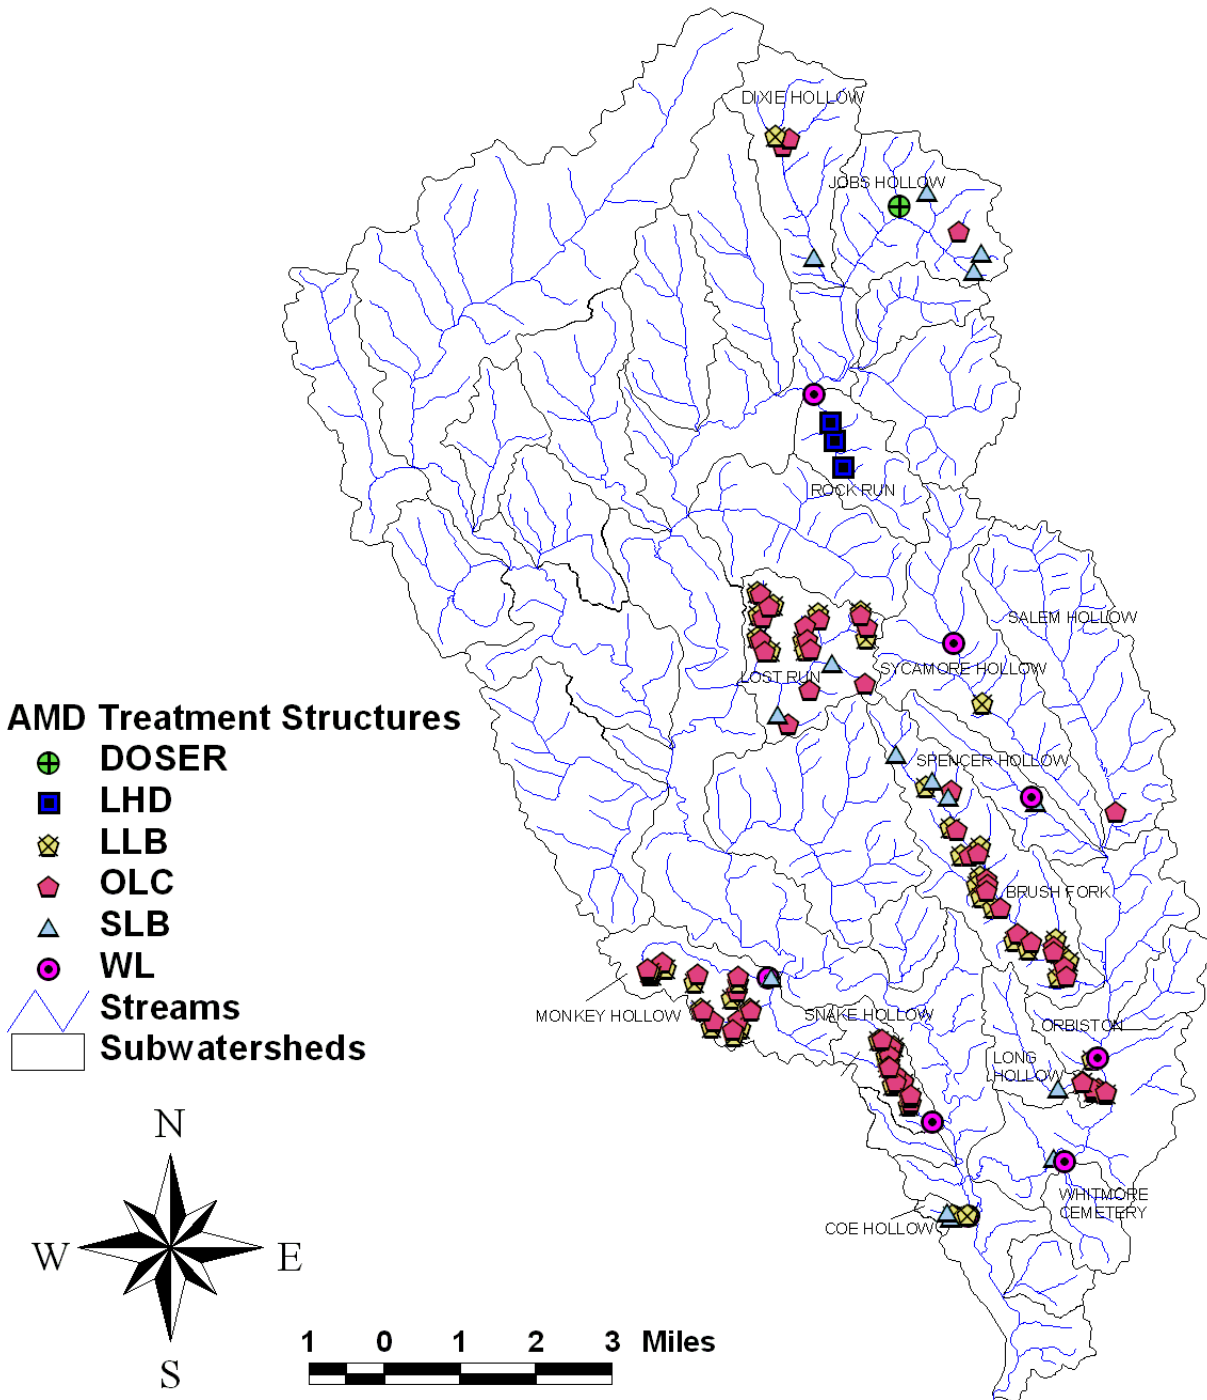 DIXIE HOLLOW
JOBS HOLLOW
ROCK RUN
SALEM HOLLOW
SYCAMORE HOLLOW
LOST RUN
SPENCER HOLLOW
BRUSH FORK
MONKEY HOLLOW
SNAKE HOLLOW
ORBISTON
LONG
HOLLOW
WHITMORE
CEMETERY
COE HOLLOW
AMD Treatment Structures
DOSER
LHD
LLB
OLC
SLB
WL
Streams
Subwatersheds
N
W
E
S
1 0 1 2 3 Miles